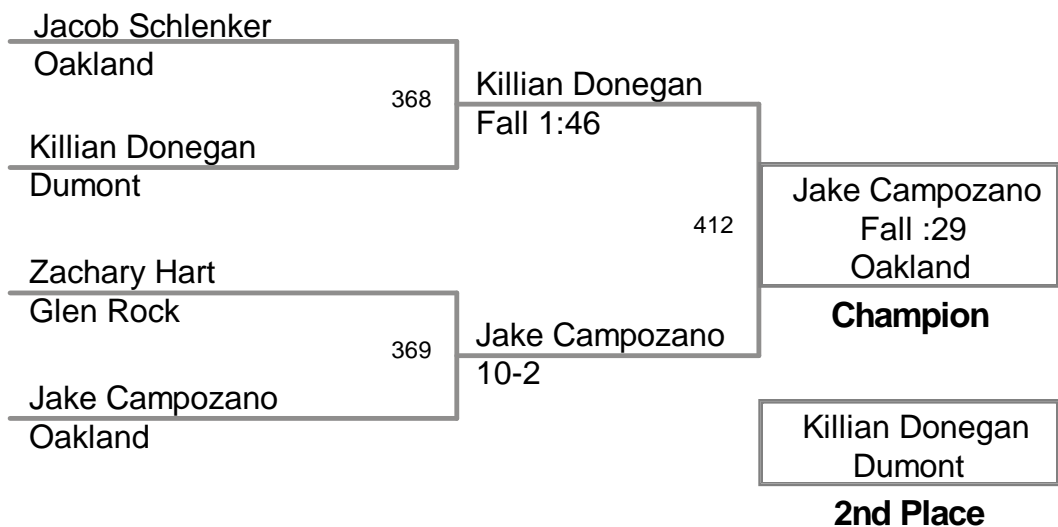 Jacob Schlenker
Oakland
368
Killian Donegan
Dumont
Killian Donegan
Fall 1:46
Zachary Hart
Glen Rock
369
Jake Campozano
Oakland
Jake Campozano
10-2
412
Jake Campozano
Fall :29
Oakland
Champion
Killian Donegan
Dumont
2nd Place